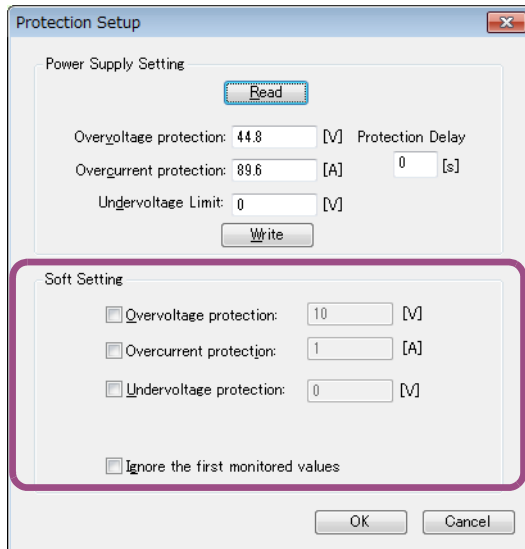 Protection Setup
Power Supply Setting
Read
Overvoltage protection: 44.8 [V] Protection Delay
Overcurrent protection: 89.6 [A] 0 [s]
Undervoltage Limit: 0 [V]
Write
Soft Setting
Overvoltage protection: 10 [V]
Overcurrent protection: 1 [A]
Undervoltage protection: 0 [V]
Ignore the first monitored values
OK Cancel